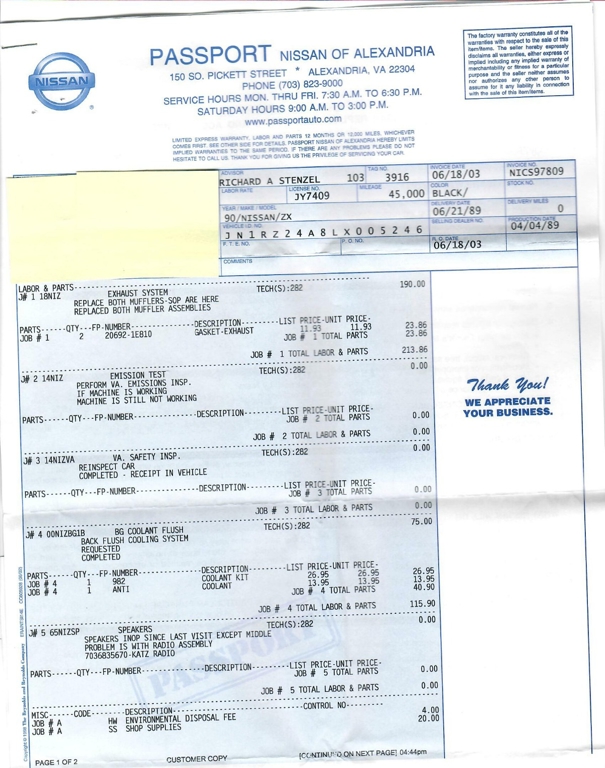 NISSAN
PASSPORT NISSAN OF ALEXANDRIA
150 SO. PICKETT STREET * ALEXANDRIA, VA 22304
PHONE (703) 823-9000
SERVICE HOURS MON. THRU FRI. 7:30 A.M. TO 6:30 P.M.
SATURDAY HOURS 9:00 A.M. TO 3:00 P.M.
www.passportauto.com
The factory warranty constitutes all of the
warranties with respect to the sale of this
item/items. The seller hereby expressly
disclaims all warranties, either express or
implied including any implied warranty of
merchantability or fitness for a particular
purpose and the seller neither assumes
nor authorizes any other person to
assume for it any liability in connection
with the sale of this item/items.
LIMITED EXPRESS WARRANTY. LABOR AND PARTS 12 MONTHS OR 12,000 MILES, WHICHEVER
COMES FIRST. SEE OTHER SIDE FOR DETAILS. PASSPORT NISSAN OF ALEXANDRIA HEREBY LIMITS
IMPLIED WARRANTIES TO THE SAME PERIOD. IF THERE ARE ANY PROBLEMS PLEASE DO NOT
HESITATE TO CALL US. THANK YOU FOR GIVING US THE PRIVILEGE OF SERVICING YOUR CAR.
ADVISOR TAG NO. INVOICE DATE INVOICE NO.
RICHARD A STENZEL 103 3916 06/18/03 NICS97809
LABOR RATE LICENSE NO. MILEAGE COLOR STOCK NO.
JY7409 45,000 BLACK/
YEAR / MAKE / MODEL DELIVERY DATE DELIVERY MILES
90/NISSAN/ZX 06/21/89 0
VEHICLE I.D. NO. SELLING DEALER NO. PRODUCTION DATE
J N 1 R Z 2 4 A 8 L X 0 0 5 2 4 6 04/04/89
F. T. E. NO. P. O. NO. R. O. DATE
06/18/03
COMMENTS
LABOR & PARTS
J# 1 18NIZ EXHAUST SYSTEM TECH(S):282 190.00
REPLACE BOTH MUFFLERS-SOP ARE HERE
REPLACED BOTH MUFFLER ASSEMBLIES
PARTS------QTY---FP-NUMBER---------------DESCRIPTION-------LIST PRICE-UNIT PRICE-
JOB # 1 2 20692-1EB10 GASKET-EXHAUST 11.93 11.93 23.86
JOB # 1 TOTAL PARTS 23.86
JOB # 1 TOTAL LABOR & PARTS 213.86
J# 2 14NIZ EMISSION TEST TECH(S):282 0.00
PERFORM VA. EMISSIONS INSP.
IF MACHINE IS WORKING
MACHINE IS STILL NOT WORKING
PARTS------QTY---FP-NUMBER---------------DESCRIPTION-------LIST PRICE-UNIT PRICE-
JOB # 2 TOTAL PARTS 0.00
JOB # 2 TOTAL LABOR & PARTS 0.00
J# 3 14NIZVA VA. SAFETY INSP. TECH(S):282 0.00
REINSPECT CAR
COMPLETED - RECEIPT IN VEHICLE
PARTS------QTY---FP-NUMBER---------------DESCRIPTION-------LIST PRICE-UNIT PRICE-
JOB # 3 TOTAL PARTS 0.00
JOB # 3 TOTAL LABOR & PARTS 0.00
J# 4 00NIZBG1B BG COOLANT FLUSH TECH(S):282 75.00
BACK FLUSH COOLING SYSTEM
REQUESTED
COMPLETED
PARTS------QTY---FP-NUMBER---------------DESCRIPTION-------LIST PRICE-UNIT PRICE-
JOB # 4 1 982 COOLANT KIT 26.95 26.95 26.95
JOB # 4 1 ANTI COOLANT 13.95 13.95 13.95
JOB # 4 TOTAL PARTS 40.90
JOB # 4 TOTAL LABOR & PARTS 115.90
J# 5 65NIZSP SPEAKERS TECH(S):282 0.00
SPEAKERS INOP SINCE LAST VISIT EXCEPT MIDDLE
PROBLEM IS WITH RADIO ASSEMBLY
7036835670-KATZ RADIO
PARTS------QTY---FP-NUMBER---------------DESCRIPTION-------LIST PRICE-UNIT PRICE-
JOB # 5 TOTAL PARTS 0.00
JOB # 5 TOTAL LABOR & PARTS 0.00
MISC-----CODE-------DESCRIPTION--------------------CONTROL NO--------
JOB # A HW ENVIRONMENTAL DISPOSAL FEE 4.00
JOB # A SS SHOP SUPPLIES 20.00
Thank You!
WE APPRECIATE
YOUR BUSINESS.
PASSPORT
PAGE 1 OF 2 CUSTOMER COPY [CONTINUED ON NEXT PAGE] 04:44pm